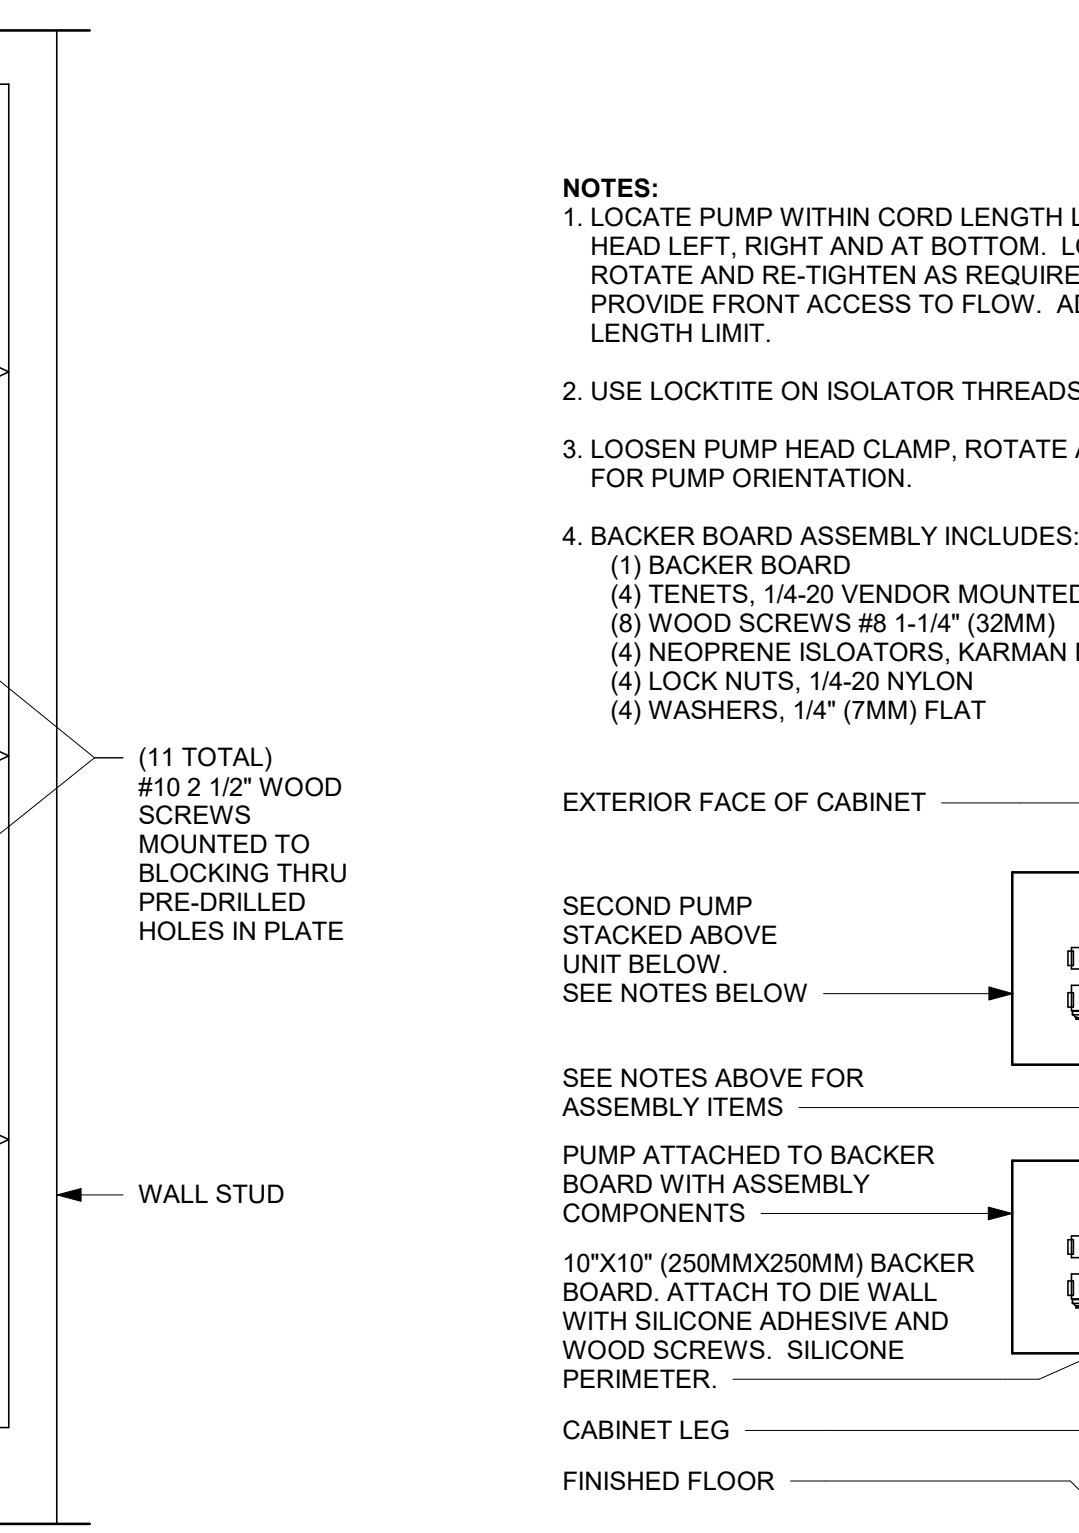 (11 TOTAL)
#10 2 1/2" WOOD
SCREWS
MOUNTED TO
BLOCKING THRU
PRE-DRILLED
HOLES IN PLATE
WALL STUD
NOTES:
1. LOCATE PUMP WITHIN CORD LENGTH
HEAD LEFT, RIGHT AND AT BOTTOM.
ROTATE AND RE-TIGHTEN AS REQUIRE
PROVIDE FRONT ACCESS TO FLOW.
LENGTH LIMIT.
2. USE LOCKTITE ON ISOLATOR THREADS
3. LOOSEN PUMP HEAD CLAMP, ROTATE
FOR PUMP ORIENTATION.
4. BACKER BOARD ASSEMBLY INCLUDES:
(1) BACKER BOARD
(4) TENETS, 1/4-20 VENDOR MOUNTED
(8) WOOD SCREWS #8 1-1/4" (32MM)
(4) NEOPRENE ISLOATORS, KARMAN
(4) LOCK NUTS, 1/4-20 NYLON
(4) WASHERS, 1/4" (7MM) FLAT
EXTERIOR FACE OF CABINET
SECOND PUMP
STACKED ABOVE
UNIT BELOW.
SEE NOTES BELOW
SEE NOTES ABOVE FOR
ASSEMBLY ITEMS
PUMP ATTACHED TO BACKER
BOARD WITH ASSEMBLY
COMPONENTS
10"X10" (250MMX250MM) BACKER
BOARD. ATTACH TO DIE WALL
WITH SILICONE ADHESIVE AND
WOOD SCREWS. SILICONE
PERIMETER.
CABINET LEG
FINISHED FLOOR